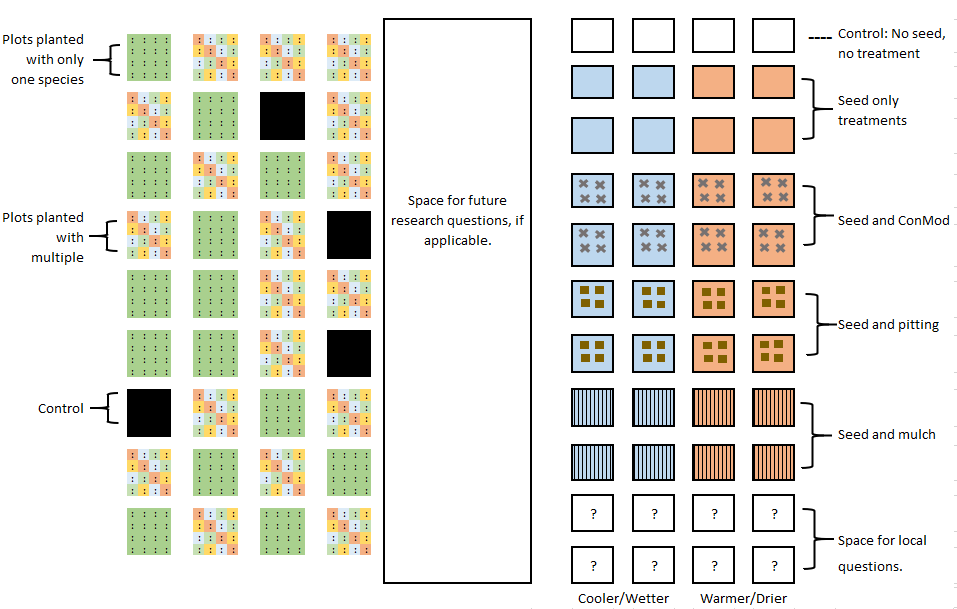 Plots planted
with only
one species
Plots planted
with
multiple
Control
Space for future
research questions, if
applicable.
---- Control: No seed,
no treatment
Seed only
treatments
Seed and ConMod
Seed and pitting
Seed and mulch
? ? ? ?
? ? ? ?
Space for local
questions.
Cooler/Wetter Warmer/Drier